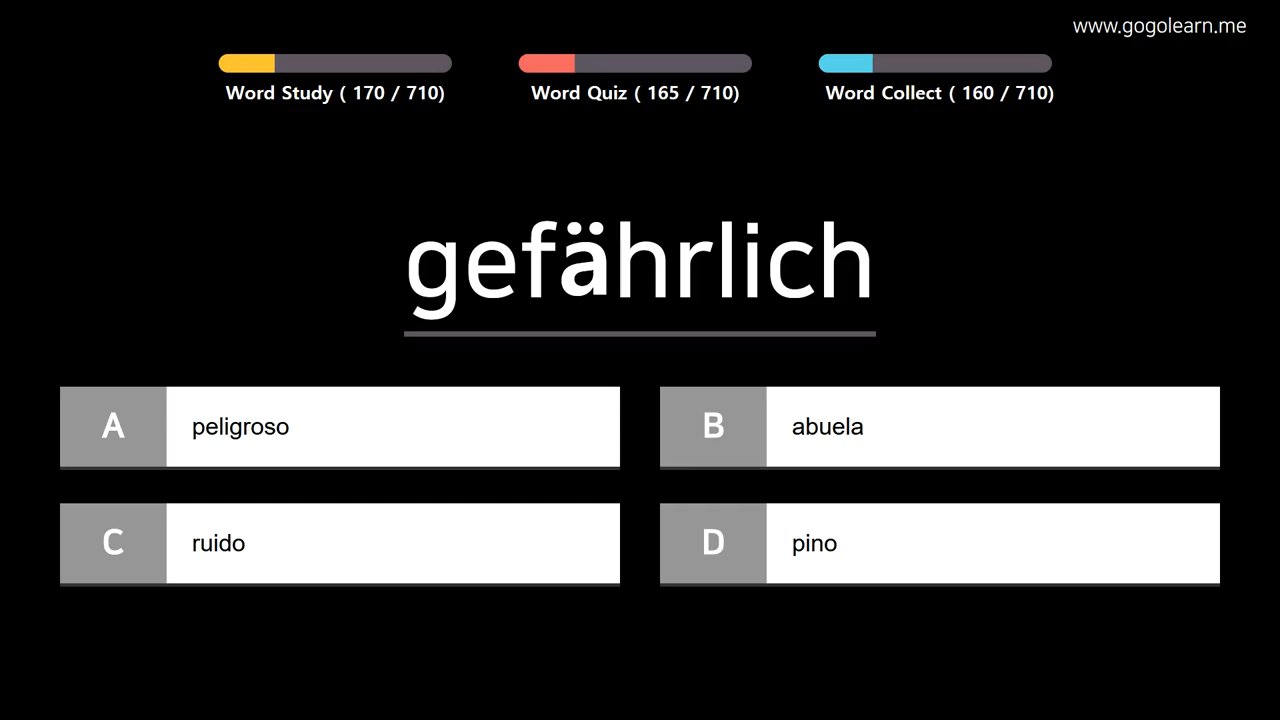 www.gogolearn.me
Word Study ( 170 / 710)
Word Quiz ( 165 / 710)
Word Collect ( 160 / 710)
gefährlich
A peligroso
B abuela
C ruido
D pino